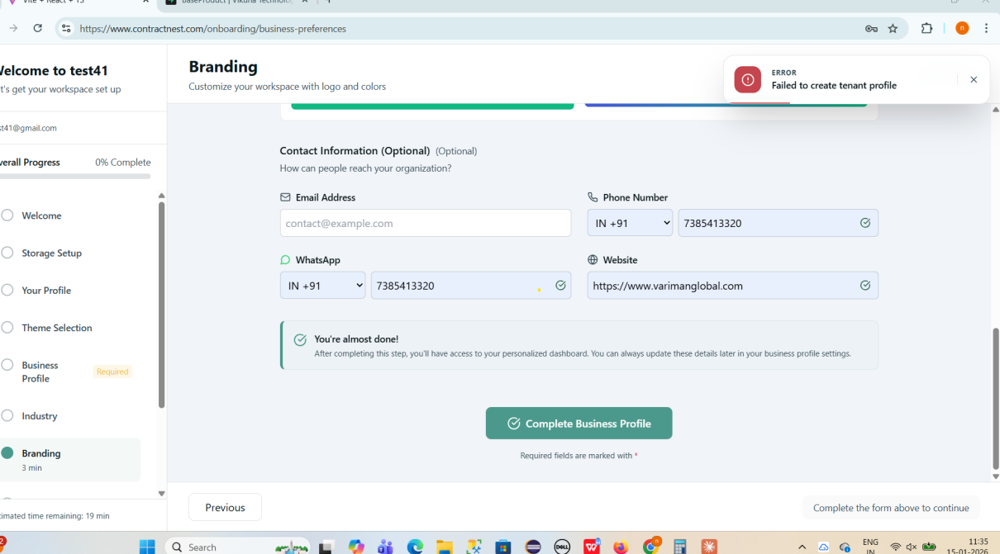 Vite + React + TS
BaseProduct | Vikuna Technolo
https://www.contractnest.com/onboarding/business-preferences
n
Welcome to test41
t's get your workspace set up
st41@gmail.com
verall Progress
0% Complete
Welcome
Storage Setup
Your Profile
Theme Selection
Business
Profile
Required
Industry
Branding
3 min
timated time remaining: 19 min
Branding
Customize your workspace with logo and colors
ERROR
Failed to create tenant profile
Contact Information (Optional) (Optional)
How can people reach your organization?
Email Address
contact@example.com
Phone Number
IN +91
7385413320
WhatsApp
IN +91
7385413320
Website
https://www.varimanglobal.com
You're almost done!
After completing this step, you'll have access to your personalized dashboard. You can always update these details later in your business profile settings.
Complete Business Profile
Required fields are marked with *
Previous
Complete the form above to continue
2
Search
DELL
W
n
ENG
IN
11:35
15-01-2026